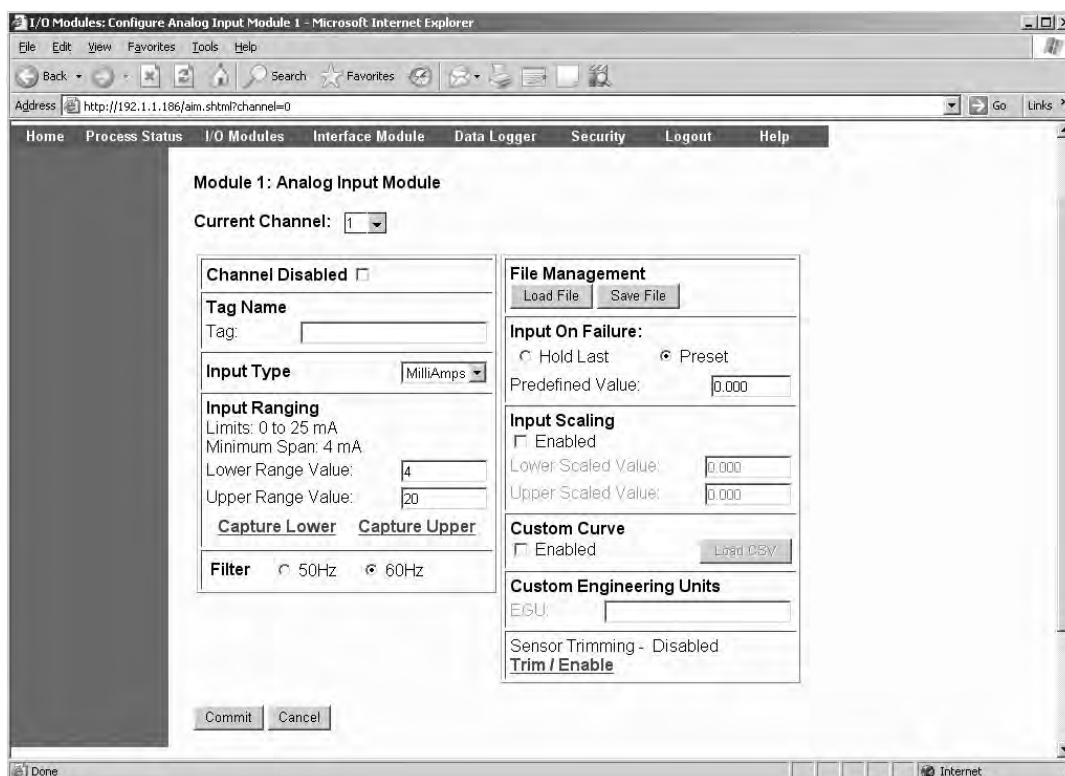 I/O Modules: Configure Analog Input Module 1 - Microsoft Internet Explorer
File Edit View Favorites Tools Help
Back Search Favorites
Address http://192.1.1.186/aim.shtml?channel=0 Go Links
Home Process Status I/O Modules Interface Module Data Logger Security Logout Help
Module 1: Analog Input Module
Current Channel: 1
Channel Disabled
Tag Name
Tag:
Input Type MilliAmps
Input Ranging
Limits: 0 to 25 mA
Minimum Span: 4 mA
Lower Range Value: 4
Upper Range Value: 20
Capture Lower Capture Upper
Filter 50Hz 60Hz
File Management
Load File Save File
Input On Failure:
Hold Last Preset
Predefined Value: 0.000
Input Scaling
Enabled
Lower Scaled Value: 0.000
Upper Scaled Value: 0.000
Custom Curve
Enabled Load CSV
Custom Engineering Units
EGU:
Sensor Trimming - Disabled
Trim / Enable
Commit Cancel
Done Internet